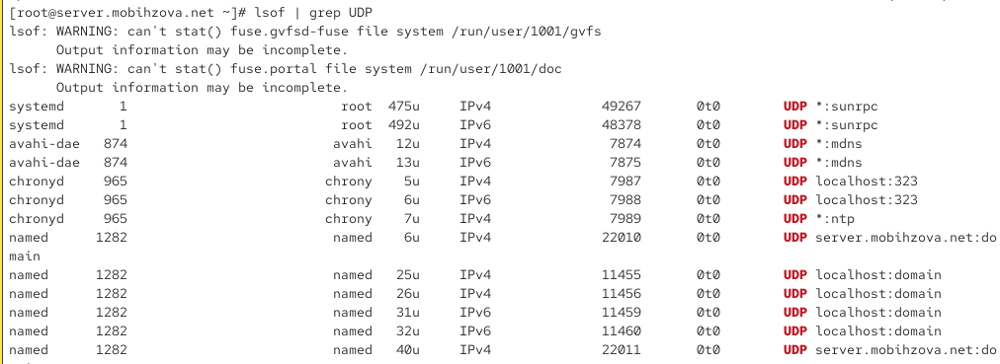 [root@server.mobihzova.net ~]# lsof | grep UDP
lsof: WARNING: can't stat() fuse.gvfsd-fuse file system /run/user/1001/gvfs
      Output information may be incomplete.
lsof: WARNING: can't stat() fuse.portal file system /run/user/1001/doc
      Output information may be incomplete.
systemd       1                           root  475u     IPv4              49267       0t0        UDP *:sunrpc
systemd       1                           root  492u     IPv6              48378       0t0        UDP *:sunrpc
avahi-dae   874                          avahi   12u     IPv4               7874       0t0        UDP *:mdns
avahi-dae   874                          avahi   13u     IPv6               7875       0t0        UDP *:mdns
chronyd     965                         chrony    5u     IPv4               7987       0t0        UDP localhost:323
chronyd     965                         chrony    6u     IPv6               7988       0t0        UDP localhost:323
chronyd     965                         chrony    7u     IPv4               7989       0t0        UDP *:ntp
named      1282                          named    6u     IPv4              22010       0t0        UDP server.mobihzova.net:do
main
named      1282                          named   25u     IPv4              11455       0t0        UDP localhost:domain
named      1282                          named   26u     IPv4              11456       0t0        UDP localhost:domain
named      1282                          named   31u     IPv6              11459       0t0        UDP localhost:domain
named      1282                          named   32u     IPv6              11460       0t0        UDP localhost:domain
named      1282                          named   40u     IPv4              22011       0t0        UDP server.mobihzova.net:do